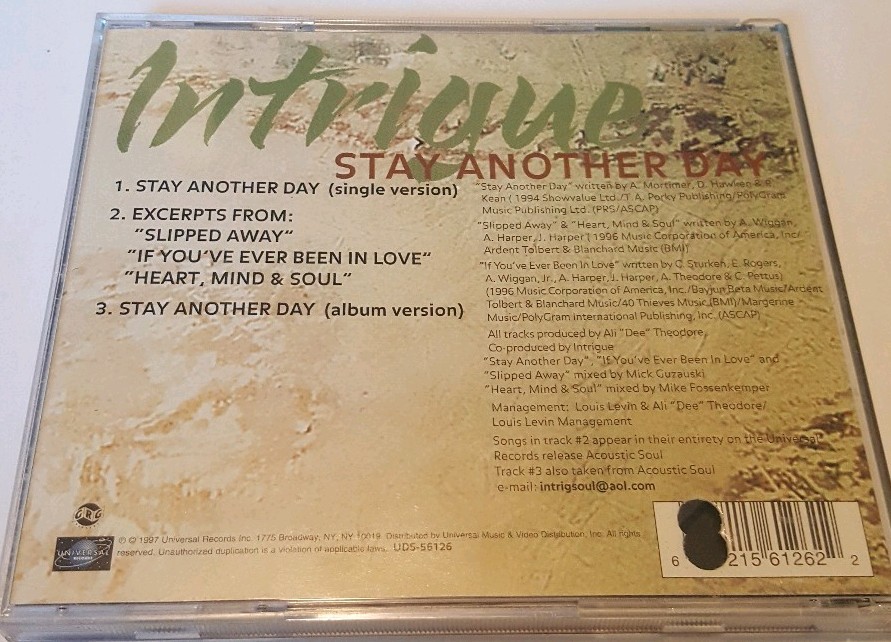 Intrigue
STAY ANOTHER DAY
1. STAY ANOTHER DAY (single version)
2. EXCERPTS FROM:
"SLIPPED AWAY"
"IF YOU'VE EVER BEEN IN LOVE"
"HEART, MIND & SOUL"
3. STAY ANOTHER DAY (album version)
"Stay Another Day" written by A. Mortimer, D. Hawken & R.
Kean ( 1994 Showvalue Ltd./T. A. Porky Publishing/PolyGram
Music Publishing Ltd. (PRS/ASCAP)
"Slipped Away" & "Heart, Mind & Soul" written by A. Wiggan,
A. Harper, J. Harper ( 1996 Music Corporation of America, Inc/
Ardent Tolbert & Blanchard Music (BMI)
"If You've Ever Been In Love" written by C. Sturken, E. Rogers,
A. Wiggan, Jr., A. Harper, J. Harper, A. Theodore & C. Pettus)
(1996 Music Corporation of America, Inc./Bayjun Beta Music/Ardent
Tolbert & Blanchard Music/40 Thieves Music (BMI)/Margerine
Music/PolyGram International Publishing, Inc. (ASCAP)
All tracks produced by Ali "Dee" Theodore,
Co-produced by Intrigue
"Stay Another Day", "If You've Ever Been In Love" and
"Slipped Away" mixed by Mick Guzauski
"Heart, Mind & Soul" mixed by Mike Fossenkemper
Management: Louis Levin & Ali "Dee" Theodore/
Louis Levin Management
Songs in track #2 appear in their entirety on the Universal
Records release Acoustic Soul
Track #3 also taken from Acoustic Soul
e-mail: intrigsoul@aol.com
GRG
UNIVERSAL
RECORDS
℗ © 1997 Universal Records Inc. 1775 Broadway, NY, NY 10019. Distributed by Universal Music & Video Distribution, Inc. All rights
reserved. Unauthorized duplication is a violation of applicable laws. UDS-56126
6 215 61262 2